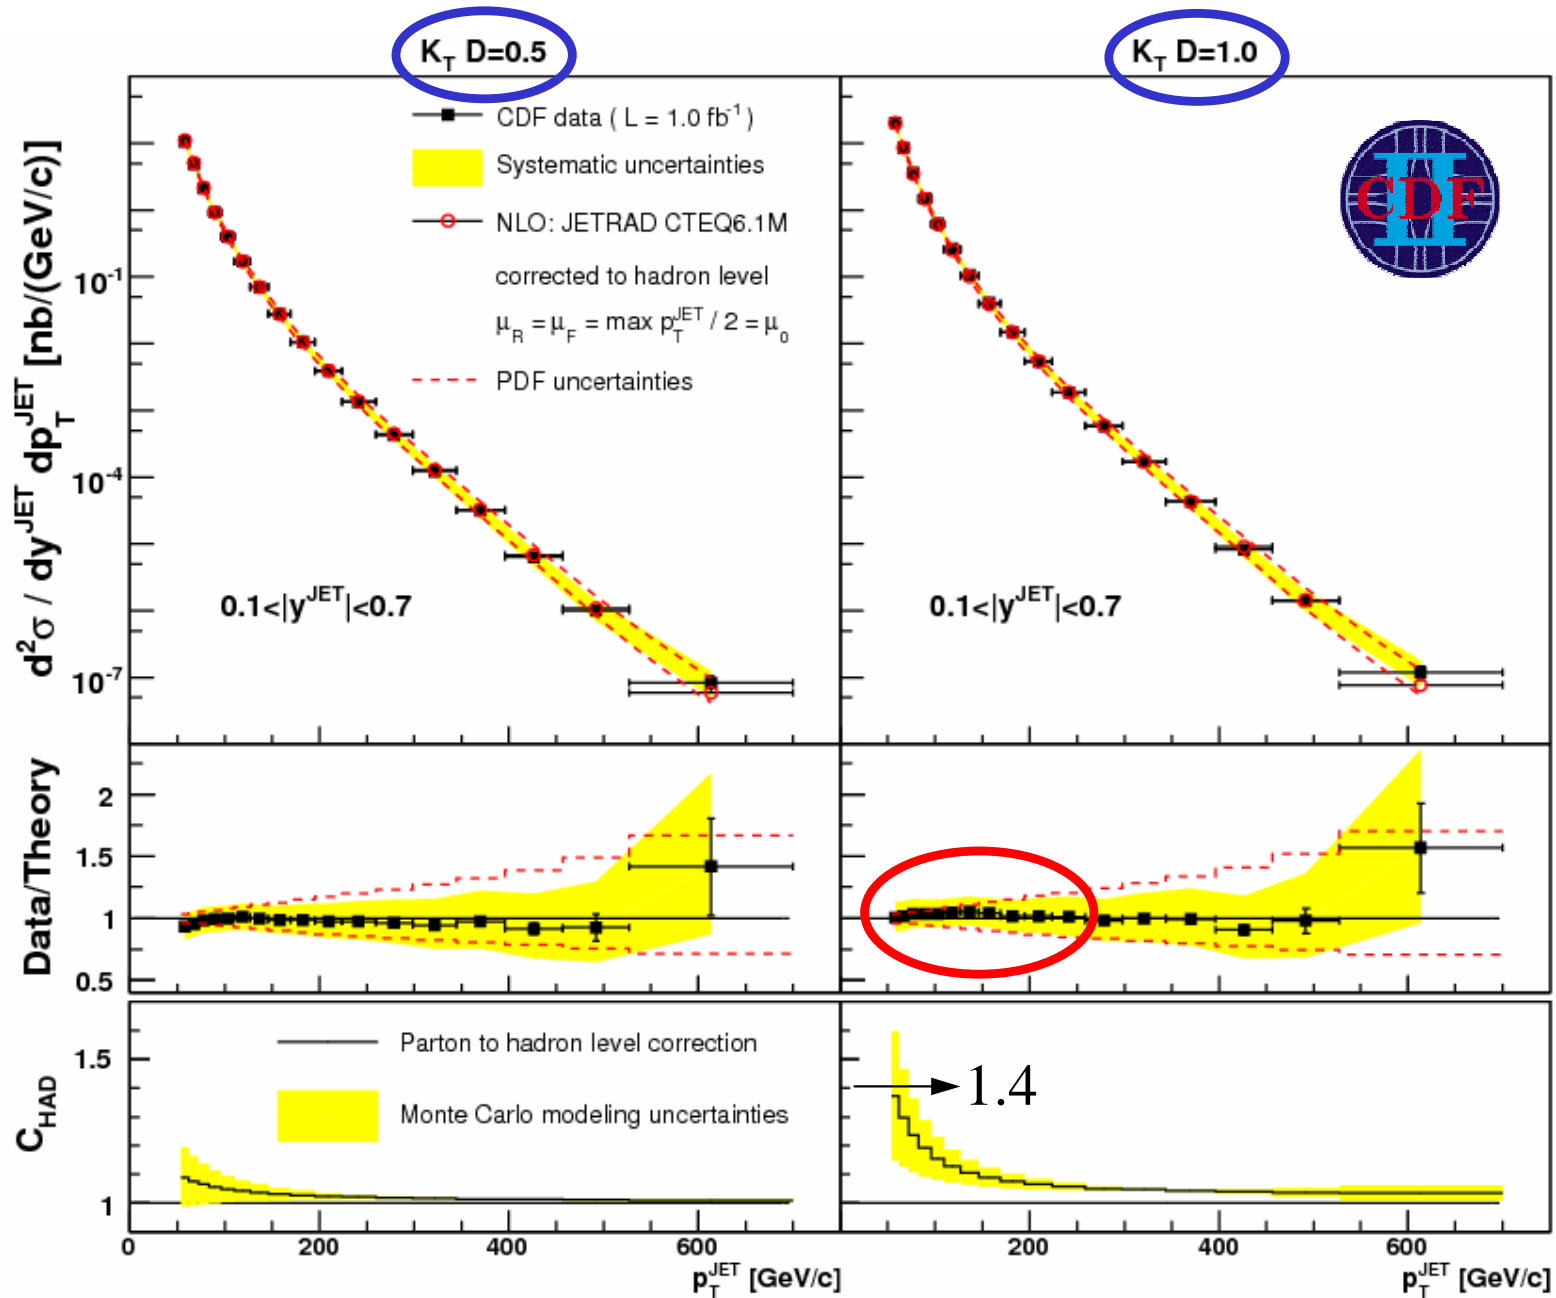 K_T D=0.5
K_T D=1.0
CDF data ( L = 1.0 fb⁻¹)
Systematic uncertainties
NLO: JETRAD CTEQ6.1M
corrected to hadron level
μ_R = μ_F = max p_T^JET / 2 = μ_0
PDF uncertainties
CDF
II
d²σ / dy^JET dp_T^JET [nb/(GeV/c)]
10⁻¹
10⁻⁴
10⁻⁷
0.1<|y^JET|<0.7
0.1<|y^JET|<0.7
Data/Theory
2
1.5
1
0.5
C_HAD
1.5
1
Parton to hadron level correction
Monte Carlo modeling uncertainties
1.4
0 200 400 600 200 400 600
p_T^JET [GeV/c] p_T^JET [GeV/c]